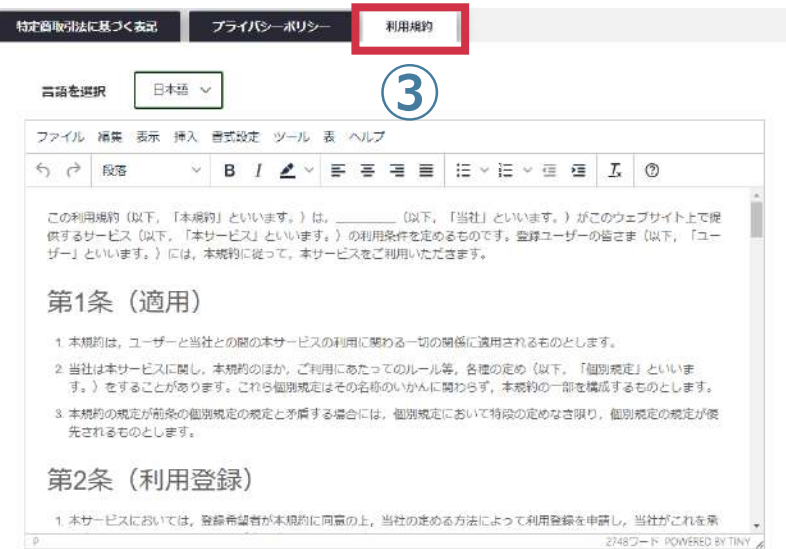 特定商取引法に基づく表記 プライバシーポリシー 利用規約
③
言語を選択 日本語
ファイル 編集 表示 挿入 書式設定 ツール 表 ヘルプ
段落 B I
この利用規約（以下，「本規約」といいます。）は，_________（以下，「当社」といいます。）がこのウェブサイト上で提
供するサービス（以下，「本サービス」といいます。）の利用条件を定めるものです。登録ユーザーの皆さま（以下，「ユー
ザー」といいます。）には，本規約に従って，本サービスをご利用いただきます。
第1条（適用）
1. 本規約は，ユーザーと当社との間の本サービスの利用に関わる一切の関係に適用されるものとします。
2. 当社は本サービスに関し，本規約のほか，ご利用にあたってのルール等，各種の定め（以下，「個別規定」といいま
す。）をすることがあります。これら個別規定はその名称のいかんに関わらず，本規約の一部を構成するものとします。
3. 本規約の規定が前条の個別規定の規定と矛盾する場合には，個別規定において特段の定めなき限り，個別規定の規定が優
先されるものとします。
第2条（利用登録）
1. 本サービスにおいては，登録希望者が本規約に同意の上，当社の定める方法によって利用登録を申請し，当社がこれを承
P 2748ワード POWERED BY TINY